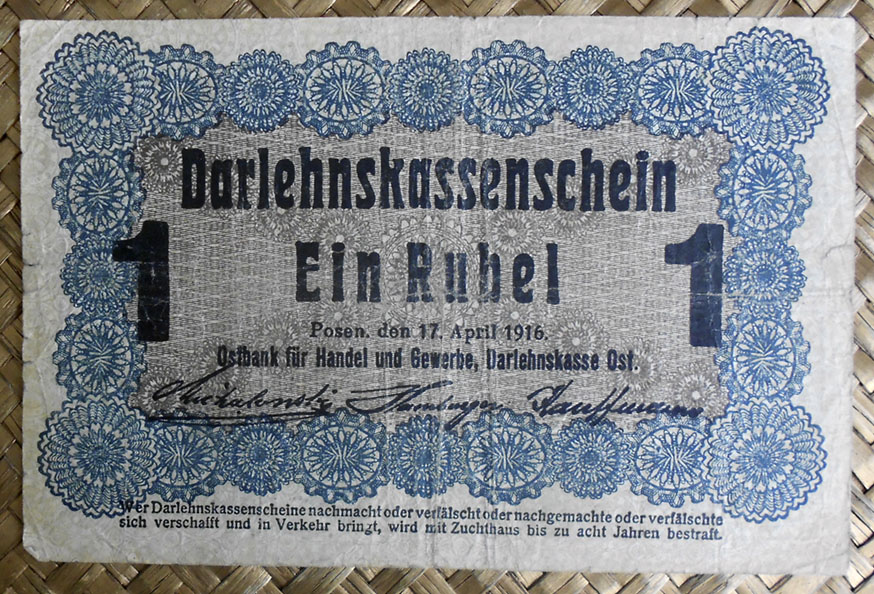 Darlehnskassenschein
1 Ein Rubel 1
Posen, den 17. April 1916.
Ostbank für Handel und Gewerbe, Darlehnskasse Ost.
Wer Darlehnskassenscheine nachmacht oder verfälscht oder nachgemachte oder verfälschte
sich verschafft und in Verkehr bringt, wird mit Zuchthaus bis zu acht Jahren bestraft.